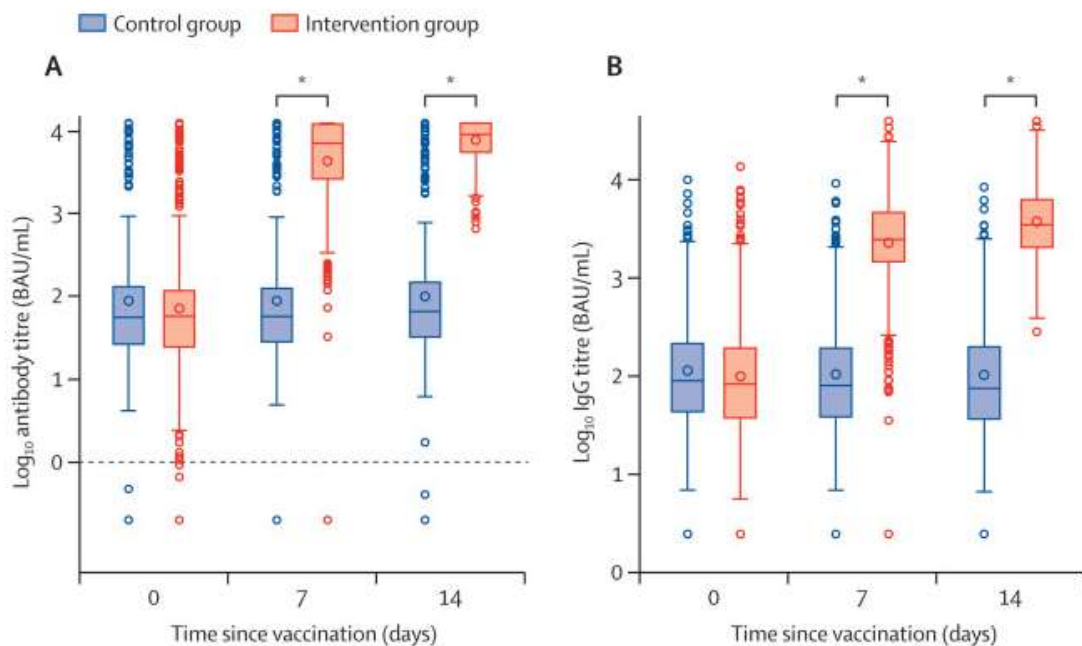 Control group Intervention group
A
B
* *
* *
4
3
2
1
0
Log₁₀ antibody titre (BAU/mL)
0 7 14
Time since vaccination (days)
4
3
2
1
0
Log₁₀ IgG titre (BAU/mL)
0 7 14
Time since vaccination (days)